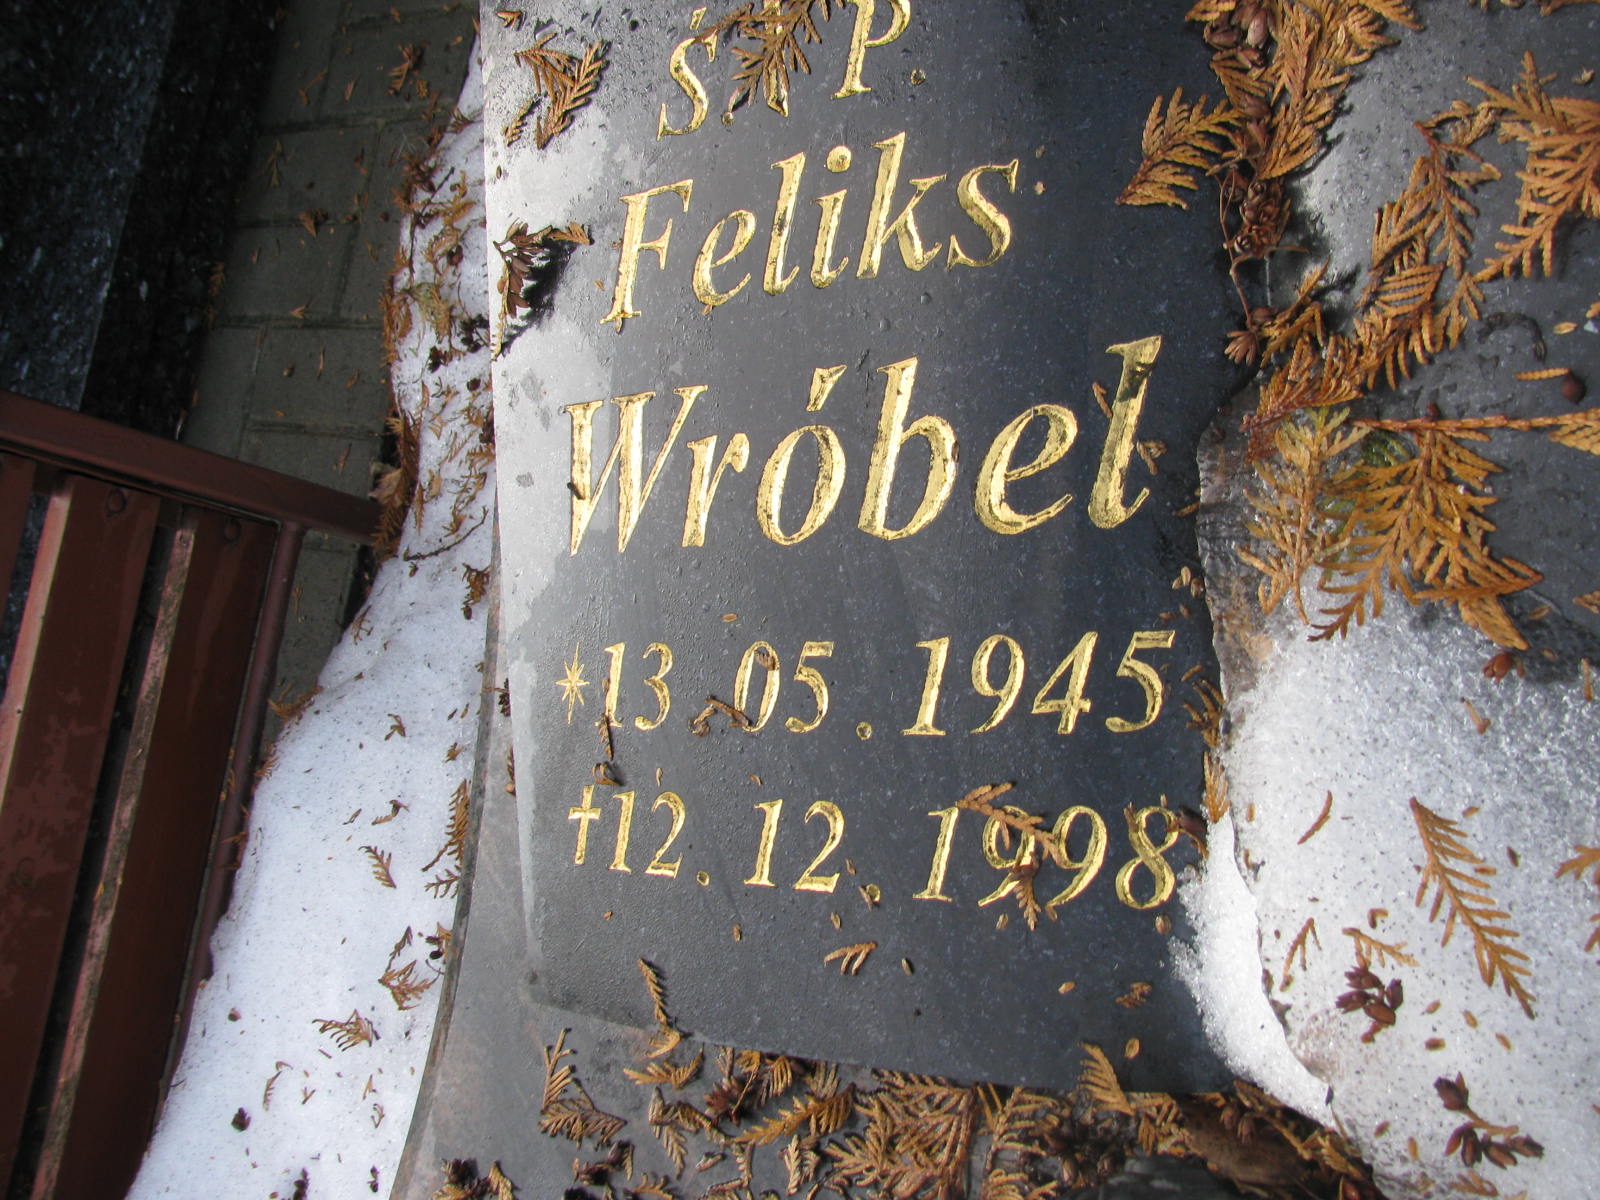 Ś. † P.
Feliks
Wróbel
* 13.05.1945
† 12.12.1998